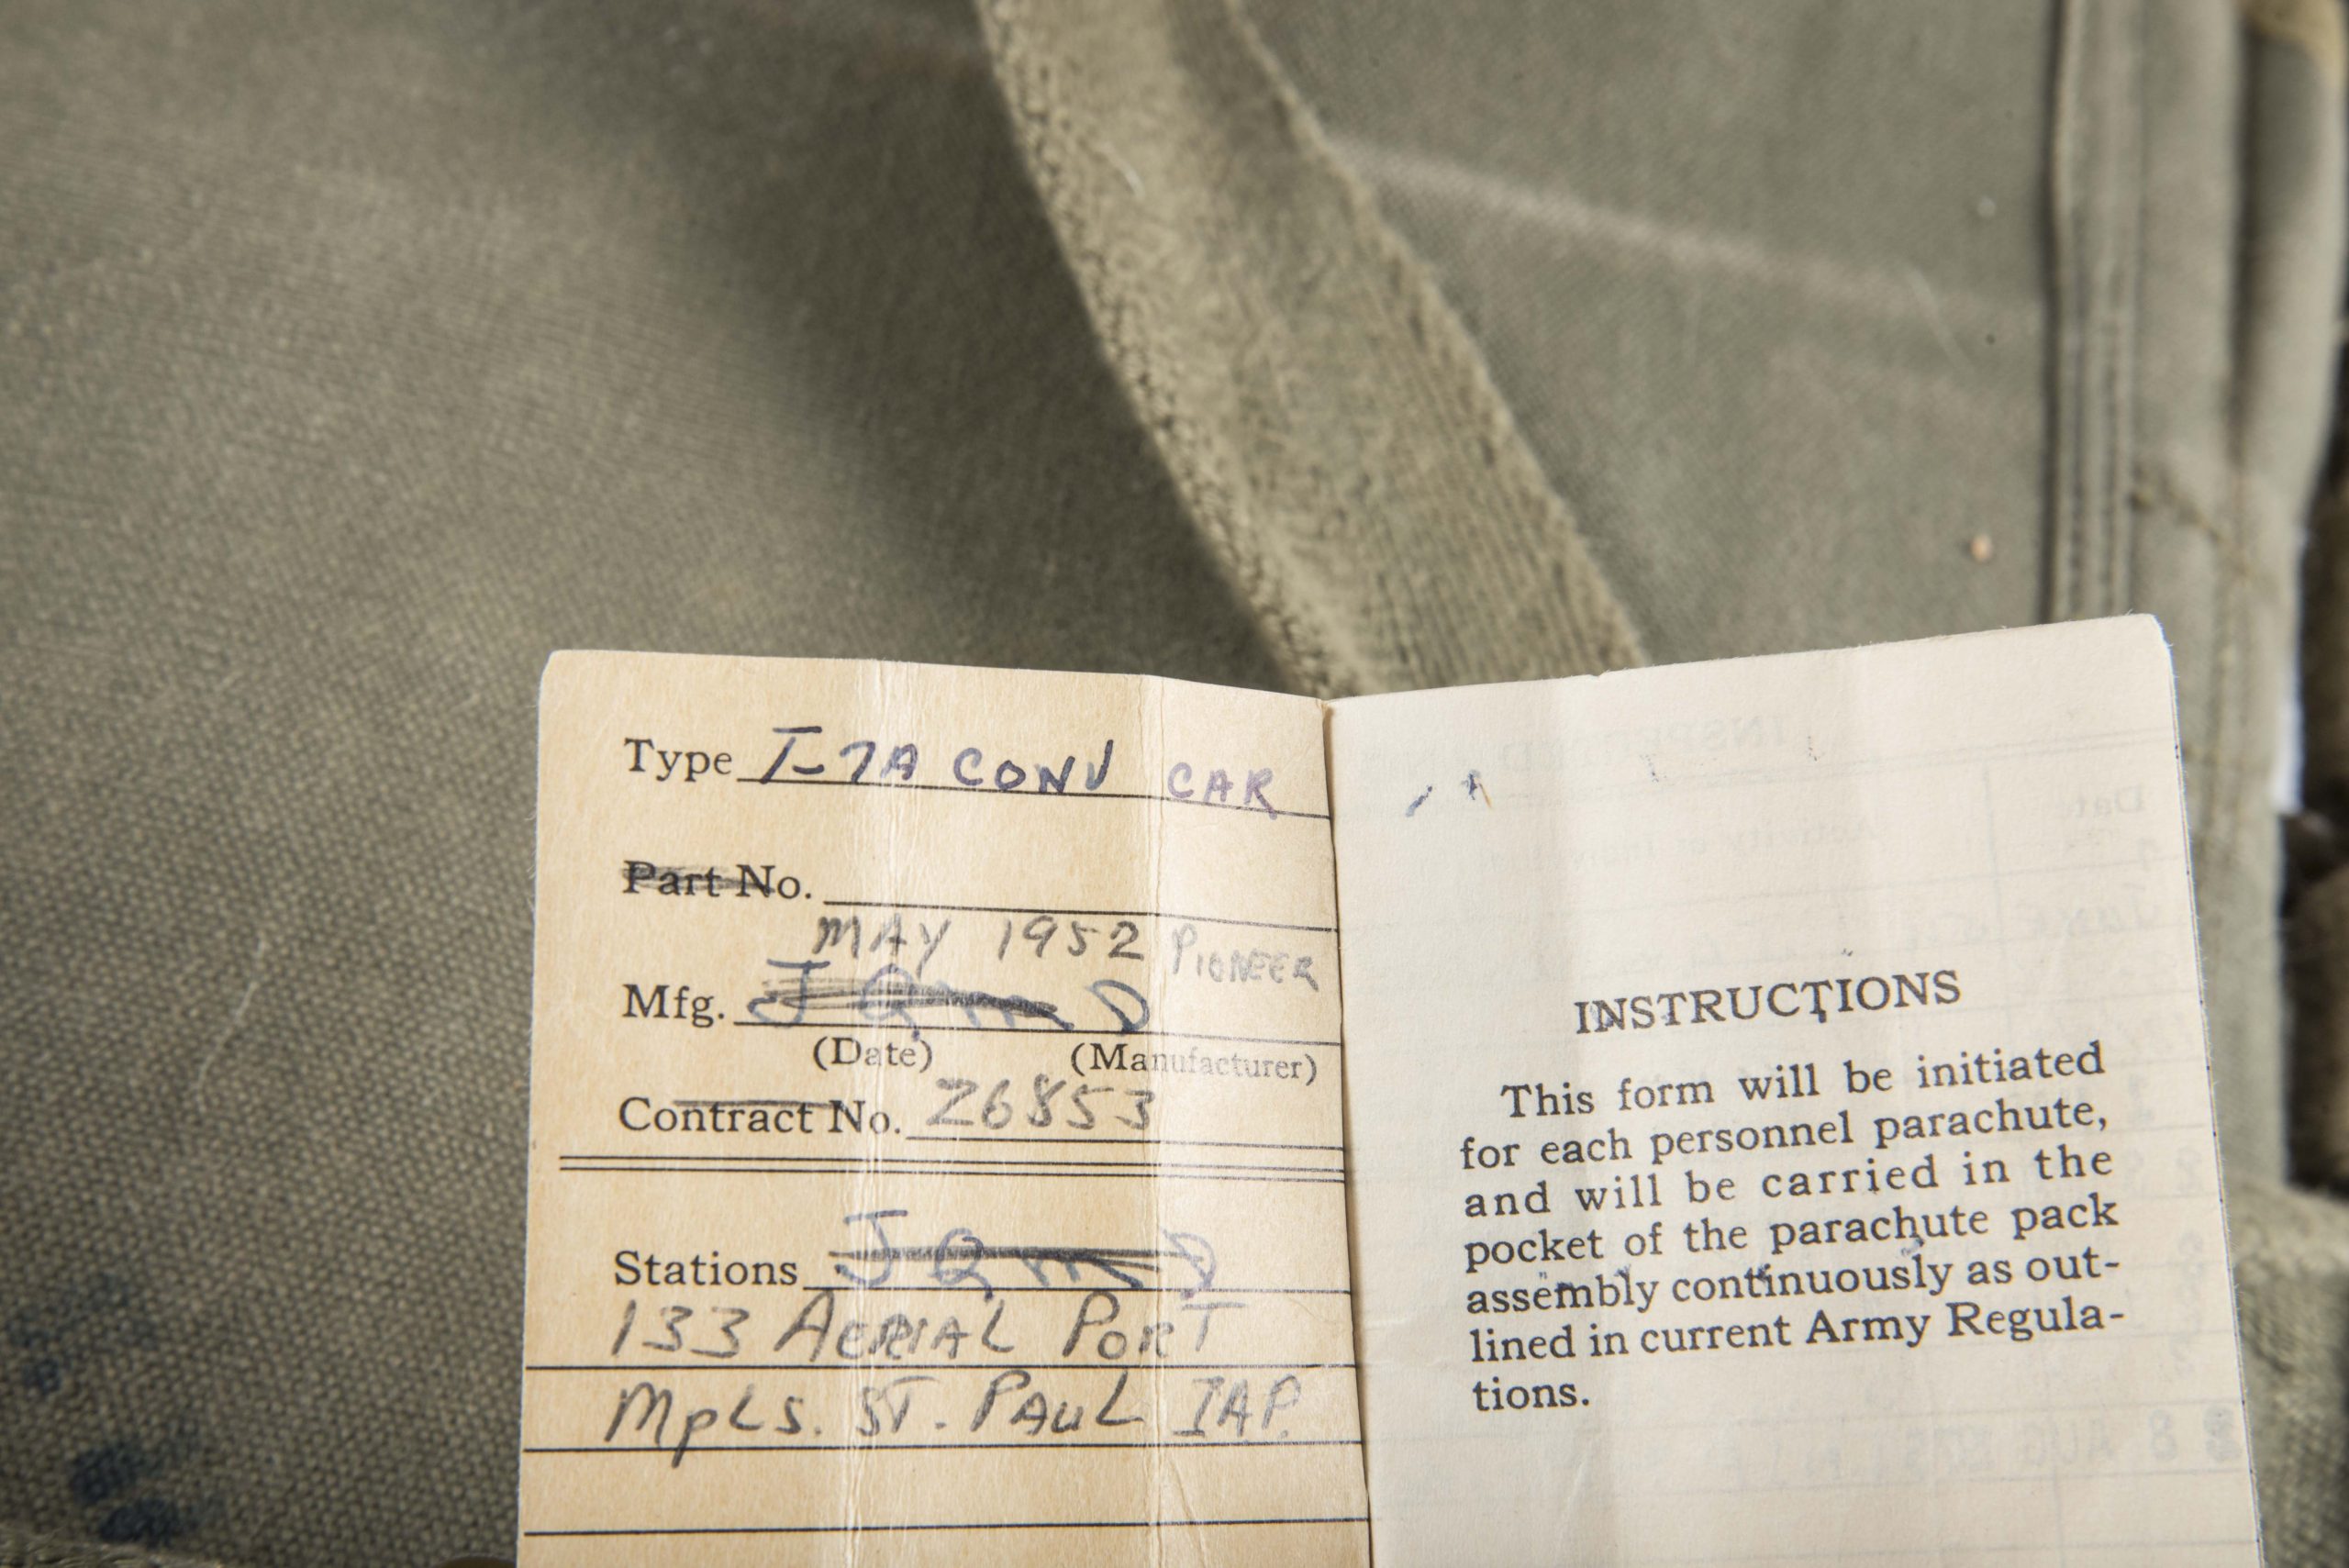 Type T-7A CONV CAR
Part No.
MAY 1952 PIONEER
Mfg. J Q M D
(Date) (Manufacturer)
Contract No. 26853
Stations J Q M D
133 AERIAL PORT
MpLS. ST. PAUL IAP.
INSTRUCTIONS
This form will be initiated
for each personnel parachute,
and will be carried in the
pocket of the parachute pack
assembly continuously as out-
lined in current Army Regula-
tions.